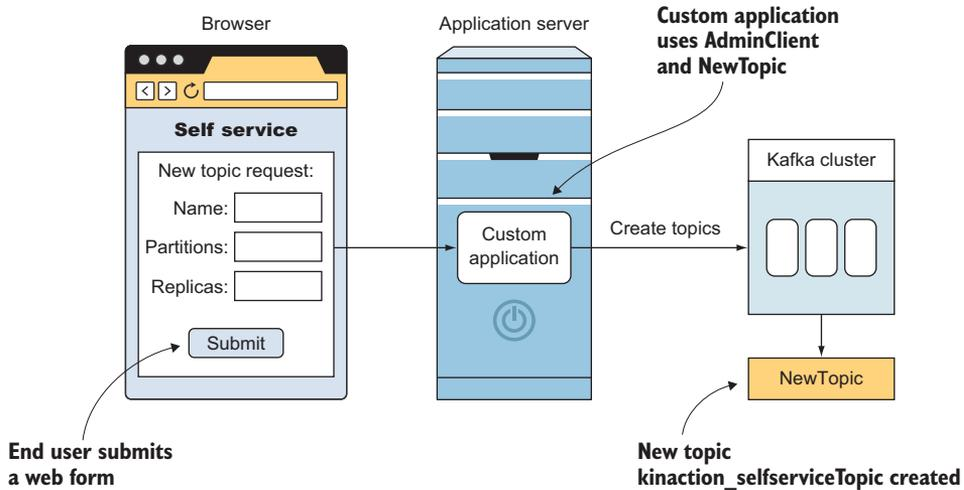 Browser
Application server
Custom application
uses AdminClient
and NewTopic
Self service
New topic request:
Name:
Partitions:
Replicas:
Submit
Custom
application
Create topics
Kafka cluster
NewTopic
End user submits
a web form
New topic
kinaction_selfserviceTopic created